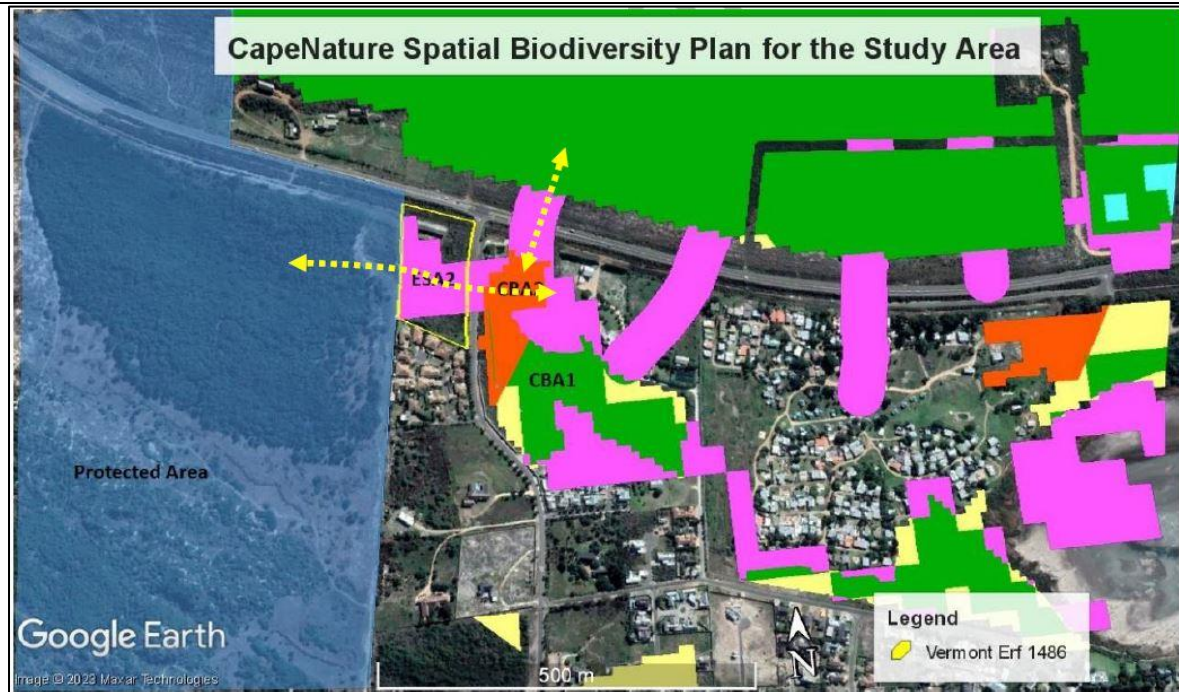 CapeNature Spatial Biodiversity Plan for the Study Area
ESA2
CBA2
CBA1
Protected Area
Google Earth
Image © 2023 Maxar Technologies
500 m
N
Legend
Vermont Erf 1486